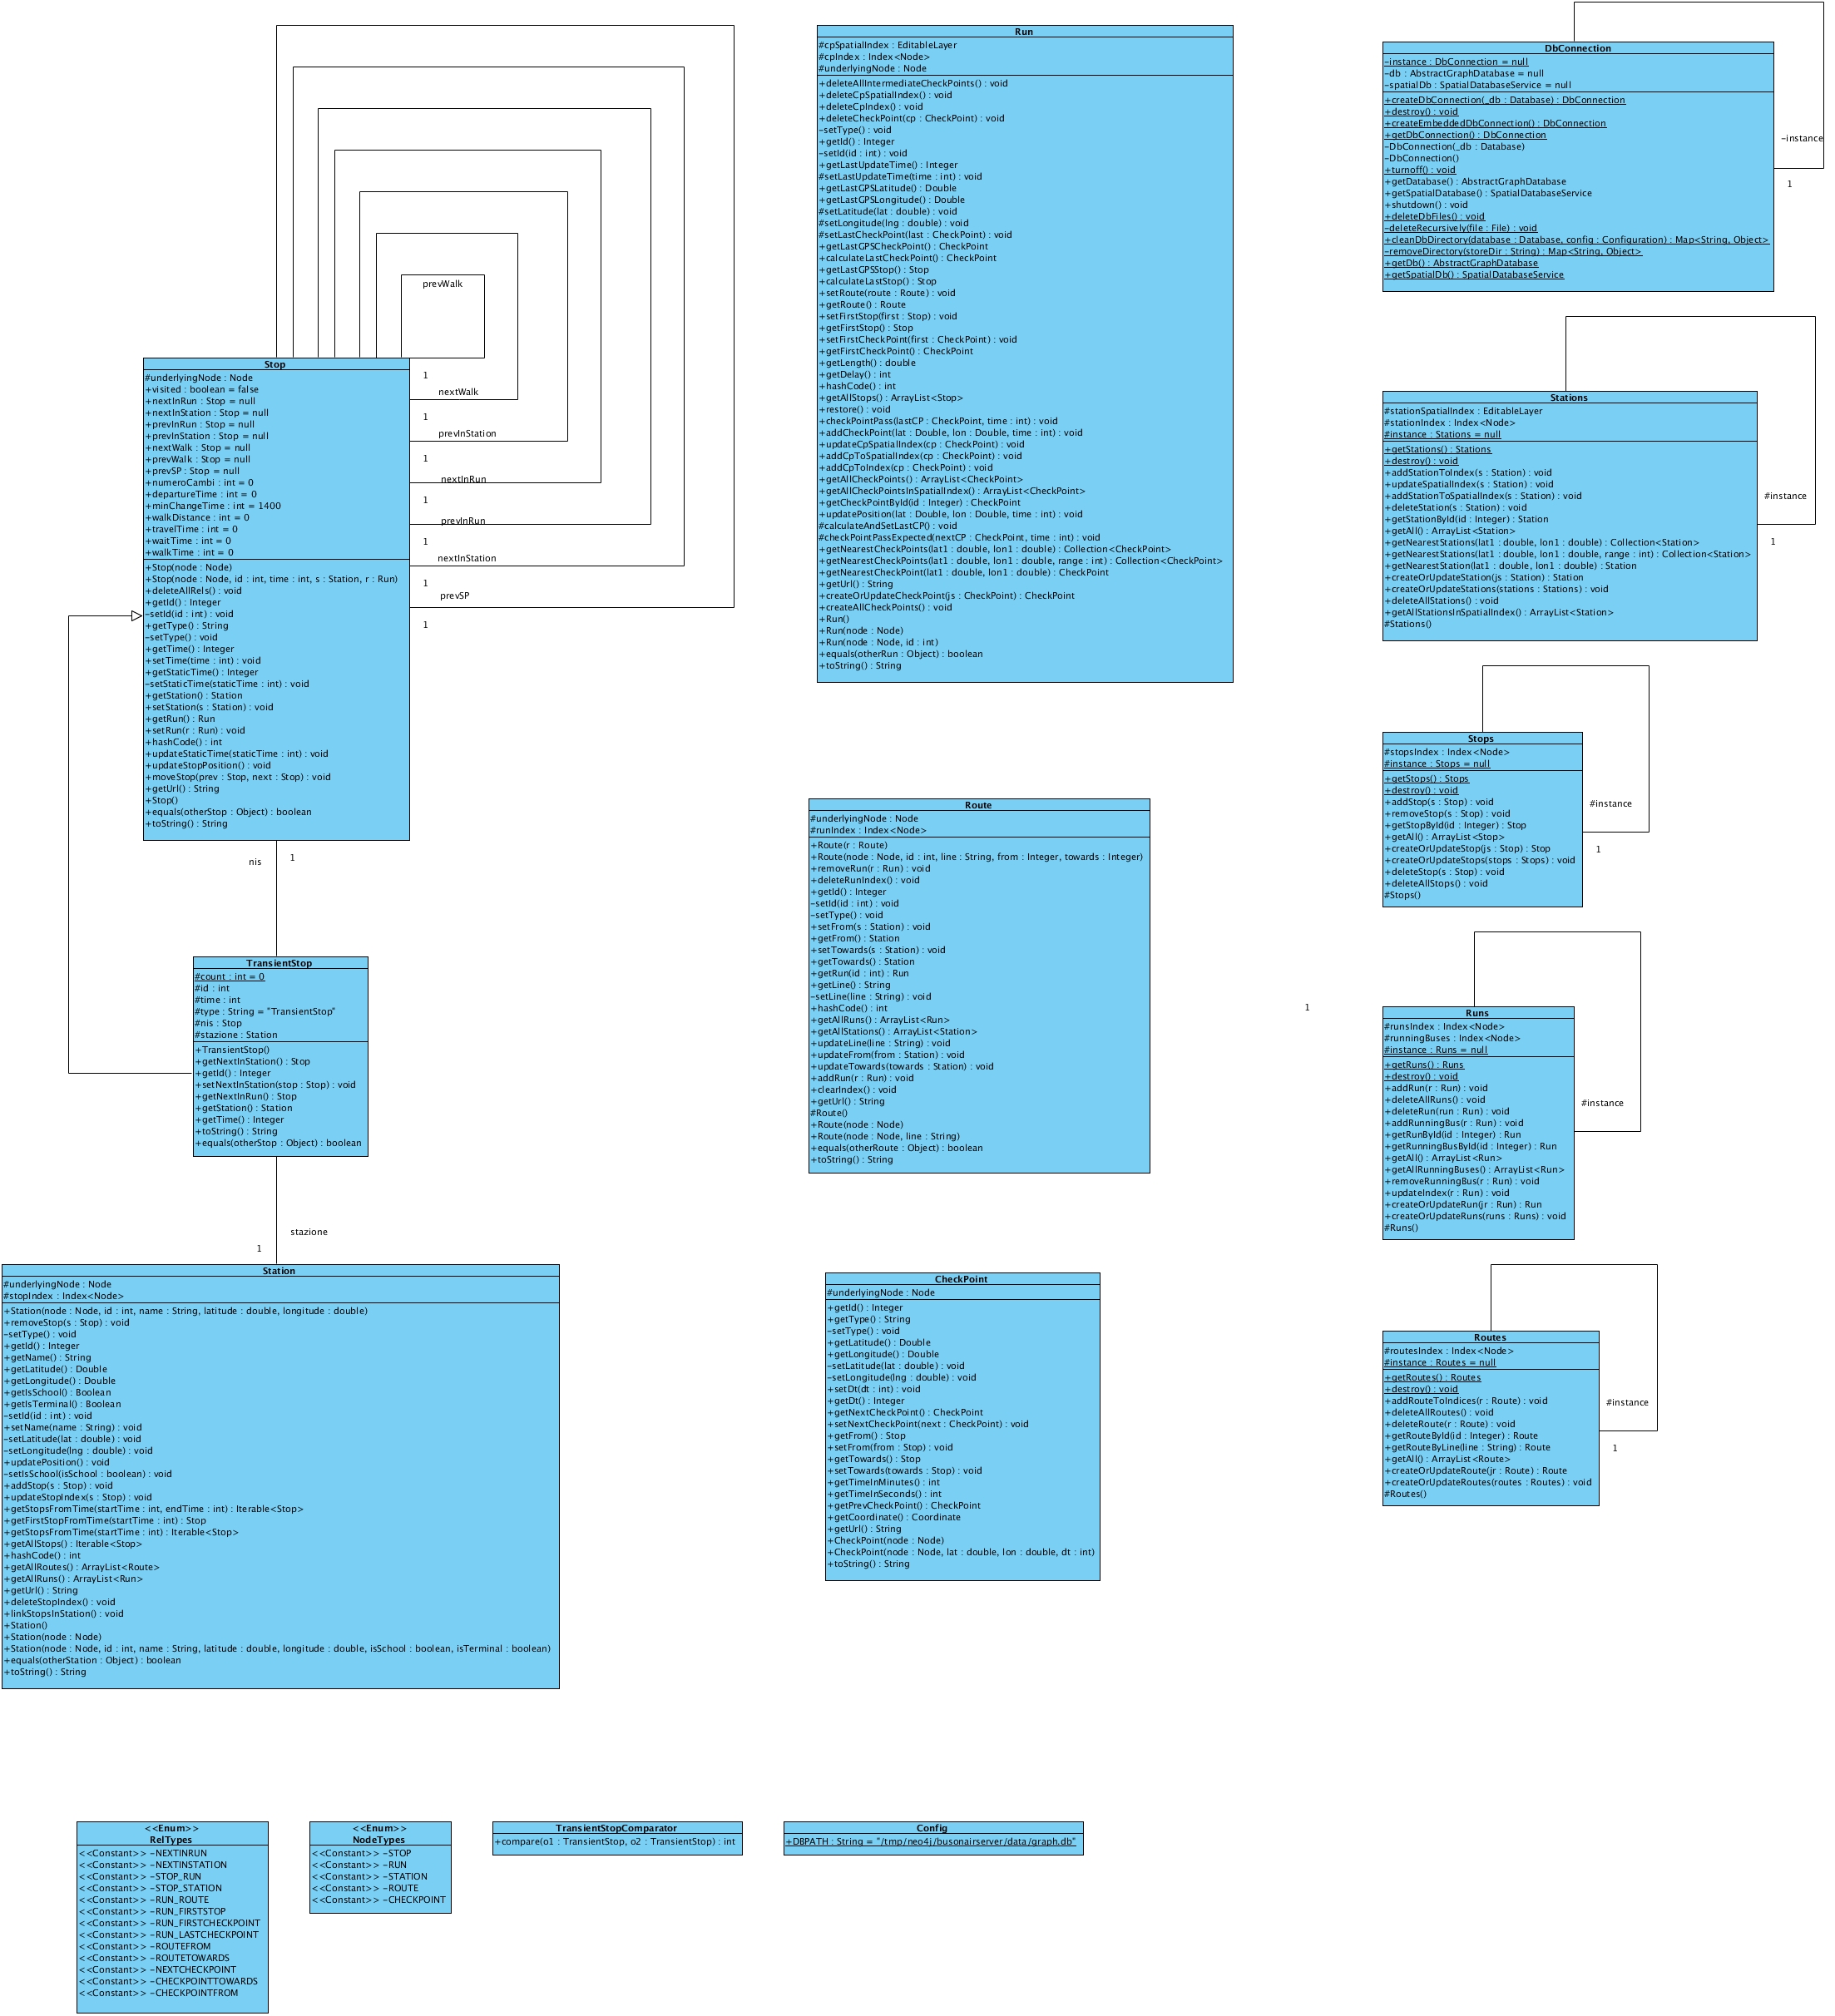 prevWalk
1
nextWalk
1
prevInStation
1
nextInRun
1
prevInRun
1
nextInStation
1
prevSP
1
Stop
#underlyingNode : Node
+visited : boolean = false
+nextInRun : Stop = null
+nextInStation : Stop = null
+prevInRun : Stop = null
+prevInStation : Stop = null
+nextWalk : Stop = null
+prevWalk : Stop = null
+prevSP : Stop = null
+numeroCambi : int = 0
+departureTime : int = 0
+minChangeTime : int = 1400
+walkDistance : int = 0
+travelTime : int = 0
+waitTime : int = 0
+walkTime : int = 0
+Stop(node : Node)
+Stop(node : Node, id : int, time : int, s : Station, r : Run)
+deleteAllRels() : void
+getId() : Integer
-setId(id : int) : void
+getType() : String
-setType() : void
+getTime() : Integer
+setTime(time : int) : void
+getStaticTime() : Integer
-setStaticTime(staticTime : int) : void
+getStation() : Station
+setStation(s : Station) : void
+getRun() : Run
+setRun(r : Run) : void
+hashCode() : int
+updateStaticTime(staticTime : int) : void
+updateStopPosition() : void
+moveStop(prev : Stop, next : Stop) : void
+getUrl() : String
+Stop()
+equals(otherStop : Object) : boolean
+toString() : String
nis
1
TransientStop
#count : int = 0
#id : int
#time : int
#type : String = "TransientStop"
#nis : Stop
#stazione : Station
+TransientStop()
+getNextInStation() : Stop
+getId() : Integer
+setNextInStation(stop : Stop) : void
+getNextInRun() : Stop
+getStation() : Station
+getTime() : Integer
+toString() : String
+equals(otherStop : Object) : boolean
stazione
1
Station
#underlyingNode : Node
#stopIndex : Index<Node>
+Station(node : Node, id : int, name : String, latitude : double, longitude : double)
+removeStop(s : Stop) : void
-setType() : void
+getId() : Integer
+getName() : String
+getLatitude() : Double
+getLongitude() : Double
+getIsSchool() : Boolean
+getIsTerminal() : Boolean
-setId(id : int) : void
+setName(name : String) : void
-setLatitude(lat : double) : void
-setLongitude(lng : double) : void
+updatePosition() : void
-setIsSchool(isSchool : boolean) : void
+addStop(s : Stop) : void
+updateStopIndex(s : Stop) : void
+getStopsFromTime(startTime : int, endTime : int) : Iterable<Stop>
+getFirstStopFromTime(startTime : int) : Stop
+getStopsFromTime(startTime : int) : Iterable<Stop>
+getAllStops() : Iterable<Stop>
+hashCode() : int
+getAllRoutes() : ArrayList<Route>
+getAllRuns() : ArrayList<Run>
+getUrl() : String
+deleteStopIndex() : void
+linkStopsInStation() : void
+Station()
+Station(node : Node)
+Station(node : Node, id : int, name : String, latitude : double, longitude : double, isSchool : boolean, isTerminal : boolean)
+equals(otherStation : Object) : boolean
+toString() : String
Run
#cpSpatialIndex : EditableLayer
#cpIndex : Index<Node>
#underlyingNode : Node
+deleteAllIntermediateCheckPoints() : void
+deleteCpSpatialIndex() : void
+deleteCpIndex() : void
+deleteCheckPoint(cp : CheckPoint) : void
-setType() : void
+getId() : Integer
-setId(id : int) : void
+getLastUpdateTime() : Integer
#setLastUpdateTime(time : int) : void
+getLastGPSLatitude() : Double
+getLastGPSLongitude() : Double
#setLatitude(lat : double) : void
#setLongitude(lng : double) : void
#setLastCheckPoint(last : CheckPoint) : void
+getLastGPSCheckPoint() : CheckPoint
+calculateLastCheckPoint() : CheckPoint
+getLastGPSStop() : Stop
+calculateLastStop() : Stop
+setRoute(route : Route) : void
+getRoute() : Route
+setFirstStop(first : Stop) : void
+getFirstStop() : Stop
+setFirstCheckPoint(first : CheckPoint) : void
+getFirstCheckPoint() : CheckPoint
+getLength() : double
+getDelay() : int
+hashCode() : int
+getAllStops() : ArrayList<Stop>
+restore() : void
+checkPointPass(lastCP : CheckPoint, time : int) : void
+addCheckPoint(lat : Double, lon : Double, time : int) : void
+updateCpSpatialIndex(cp : CheckPoint) : void
+addCpToSpatialIndex(cp : CheckPoint) : void
+addCpToIndex(cp : CheckPoint) : void
+getAllCheckpoints() : ArrayList<CheckPoint>
+getAllCheckPointsInSpatialIndex() : ArrayList<CheckPoint>
+getCheckPointById(id : Integer) : CheckPoint
+updatePosition(lat : Double, lon : Double, time : int) : void
#calculateAndSetLastCP() : void
#checkPointPassExpected(nextCP : CheckPoint, time : int) : void
+getNearestCheckPoints(lat1 : double, lon1 : double) : Collection<CheckPoint>
+getNearestCheckPoints(lat1 : double, lon1 : double, range : int) : Collection<CheckPoint>
+getNearestCheckPoint(lat1 : double, lon1 : double) : CheckPoint
+getUrl() : String
+createOrUpdateCheckPoint(js : CheckPoint) : CheckPoint
+createAllCheckPoints() : void
+Run()
+Run(node : Node)
+Run(node : Node, id : int)
+equals(otherRun : Object) : boolean
+toString() : String
Route
#underlyingNode : Node
#runIndex : Index<Node>
+Route(r : Route)
+Route(node : Node, id : int, line : String, from : Integer, towards : Integer)
+removeRun(r : Run) : void
+deleteRunIndex() : void
+getId() : Integer
-setId(id : int) : void
-setType() : void
+setFrom(s : Station) : void
+getFrom() : Station
+setTowards(s : Station) : void
+getTowards() : Station
+getRun(id : int) : Run
+getLine() : String
-setLine(line : String) : void
+hashCode() : int
+getAllRuns() : ArrayList<Run>
+getAllStations() : ArrayList<Station>
+updateLine(line : String) : void
+updateFrom(from : Station) : void
+updateTowards(towards : Station) : void
+addRun(r : Run) : void
+clearIndex() : void
+getUrl() : String
#Route()
+Route(node : Node)
+Route(node : Node, line : String)
+equals(otherRoute : Object) : boolean
+toString() : String
CheckPoint
#underlyingNode : Node
+getId() : Integer
+getType() : String
-setType() : void
+getLatitude() : Double
+getLongitude() : Double
-setLatitude(lat : double) : void
-setLongitude(lng : double) : void
+setDt(dt : int) : void
+getDt() : Integer
+getNextCheckPoint() : CheckPoint
+setNextCheckPoint(next : CheckPoint) : void
+getFrom() : Stop
+setFrom(from : Stop) : void
+getTowards() : Stop
+setTowards(towards : Stop) : void
+getTimeInMinutes() : int
+getTimeInSeconds() : int
+getPrevCheckPoint() : CheckPoint
+getCoordinate() : Coordinate
+getUrl() : String
+CheckPoint(node : Node)
+CheckPoint(node : Node, lat : double, lon : double, dt : int)
+toString() : String
DbConnection
-instance : DbConnection = null
-db : AbstractGraphDatabase = null
-spatialDb : SpatialDatabaseService = null
+createDbConnection(_db : Database) : DbConnection
+destroy() : void
+createEmbeddedDbConnection() : DbConnection
+getDbConnection() : DbConnection
-DbConnection(_db : Database)
-DbConnection()
+turnoff() : void
+getDatabase() : AbstractGraphDatabase
+getSpatialDatabase() : SpatialDatabaseService
+shutdown() : void
+deleteDbFiles() : void
-deleteRecursively(file : File) : void
+cleanDbDirectory(database : Database, config : Configuration) : Map<String, Object>
-removeDirectory(storeDir : String) : Map<String, Object>
+getDb() : AbstractGraphDatabase
+getSpatialDb() : SpatialDatabaseService
-instance
1
Stations
#stationSpatialIndex : EditableLayer
#stationIndex : Index<Node>
#instance : Stations = null
+getStations() : Stations
+destroy() : void
+addStationToIndex(s : Station) : void
+updateSpatialIndex(s : Station) : void
+addStationToSpatialIndex(s : Station) : void
+deleteStation(s : Station) : void
+getStationById(id : Integer) : Station
+getAll() : ArrayList<Station>
+getNearestStations(lat1 : double, lon1 : double) : Collection<Station>
+getNearestStations(lat1 : double, lon1 : double, range : int) : Collection<Station>
+getNearestStation(lat1 : double, lon1 : double) : Station
+createOrUpdateStation(js : Station) : Station
+createOrUpdateStations(stations : Stations) : void
+deleteAllStations() : void
+getAllStationsInSpatialIndex() : ArrayList<Station>
#Stations()
#instance
1
Stops
#stopsIndex : Index<Node>
#instance : Stops = null
+getStops() : Stops
+destroy() : void
+addStop(s : Stop) : void
+removeStop(s : Stop) : void
+getStopById(id : Integer) : Stop
+getAll() : ArrayList<Stop>
+createOrUpdateStop(js : Stop) : Stop
+createOrUpdateStops(stops : Stops) : void
+deleteStop(s : Stop) : void
+deleteAllStops() : void
#Stops()
#instance
1
1
Runs
#runsIndex : Index<Node>
#runningBuses : Index<Node>
#instance : Runs = null
+getRuns() : Runs
+destroy() : void
+addRun(r : Run) : void
+deleteAllRuns() : void
+deleteRun(run : Run) : void
+addRunningBus(r : Run) : void
+getRunById(id : Integer) : Run
+getRunningBusById(id : Integer) : Run
+getAll() : ArrayList<Run>
+getAllRunningBuses() : ArrayList<Run>
+removeRunningBus(r : Run) : void
+updateIndex(r : Run) : void
+createOrUpdateRun(jr : Run) : Run
+createOrUpdateRuns(runs : Runs) : void
#Runs()
#instance
Routes
#routesIndex : Index<Node>
#instance : Routes = null
+getRoutes() : Routes
+destroy() : void
+addRouteToIndices(r : Route) : void
+deleteAllRoutes() : void
+deleteRoute(r : Route) : void
+getRouteById(id : Integer) : Route
+getRouteByLine(line : String) : Route
+getAll() : ArrayList<Route>
+createOrUpdateRoute(jr : Route) : Route
+createOrUpdateRoutes(routes : Routes) : void
#Routes()
#instance
1
<<Enum>>
RelTypes
<<Constant>> -NEXTINRUN
<<Constant>> -NEXTINSTATION
<<Constant>> -STOP_RUN
<<Constant>> -STOP_STATION
<<Constant>> -RUN_ROUTE
<<Constant>> -RUN_FIRSTSTOP
<<Constant>> -RUN_FIRSTCHECKPOINT
<<Constant>> -RUN_LASTCHECKPOINT
<<Constant>> -ROUTEFROM
<<Constant>> -ROUTETOWARDS
<<Constant>> -NEXTCHECKPOINT
<<Constant>> -CHECKPOINTTOWARDS
<<Constant>> -CHECKPOINTFROM
<<Enum>>
NodeTypes
<<Constant>> -STOP
<<Constant>> -RUN
<<Constant>> -STATION
<<Constant>> -ROUTE
<<Constant>> -CHECKPOINT
TransientStopComparator
+compare(o1 : TransientStop, o2 : TransientStop) : int
Config
+DBPATH : String = "/tmp/neo4j/busonairserver/data/graph.db"